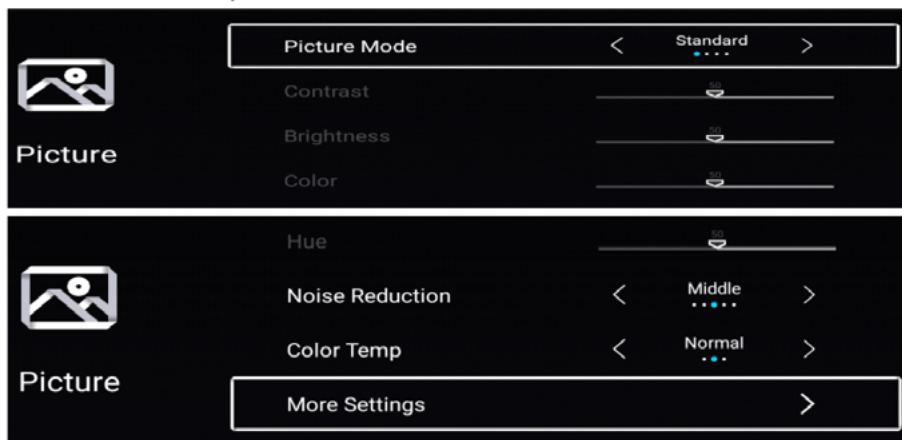 Picture Mode
Standard
Contrast
50
Brightness
50
Picture
Color
50
Hue
50
Noise Reduction
Middle
Color Temp
Normal
Picture
More Settings